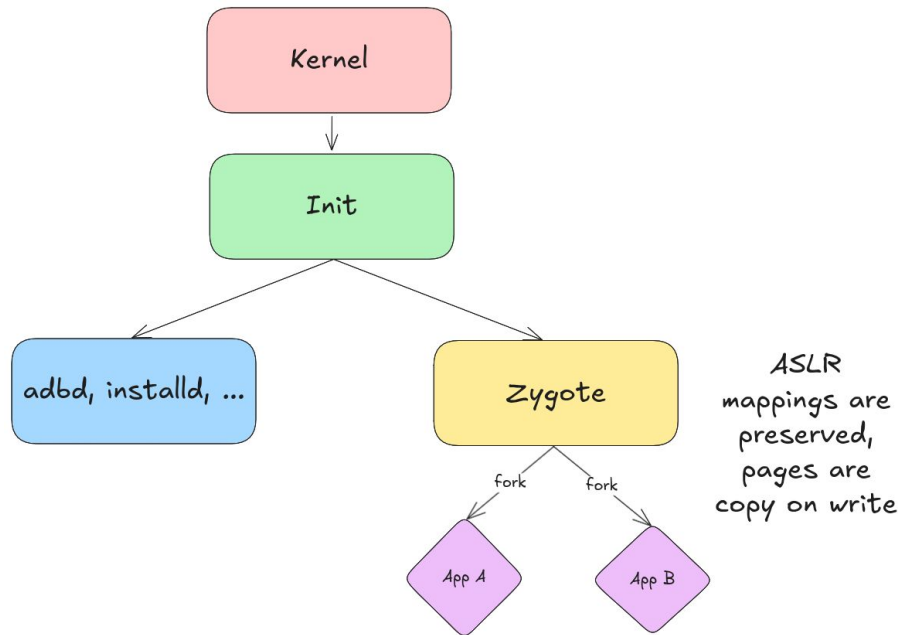 Kernel
Init
adbd, installd, ...
Zygote
ASLR
mappings are
preserved,
pages are
copy on write
fork
fork
App A
App B